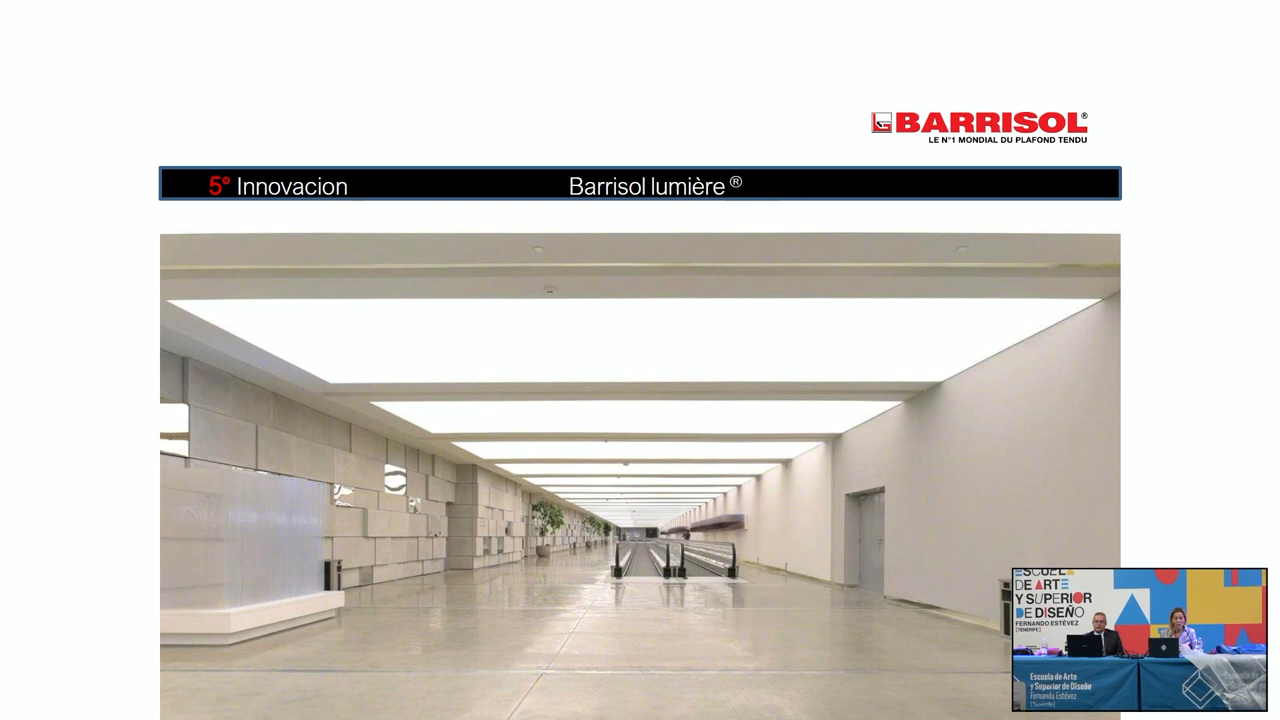 BARRISOL®
LE N°1 MONDIAL DU PLAFOND TENDU
5° Innovacion Barrisol lumière ®
ESCUELA
DE ARTE
Y SUPERIOR
DE DISEÑO
FERNANDO ESTÉVEZ
[TENERIFE]
Escuela de Arte
y Superior de Diseño
Fernando Estévez
[Tenerife]